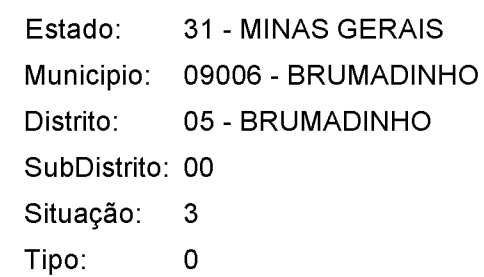 Estado: 31 - MINAS GERAIS
Municipio: 09006 - BRUMADINHO
Distrito: 05 - BRUMADINHO
SubDistrito: 00
Situação: 3
Tipo: 0